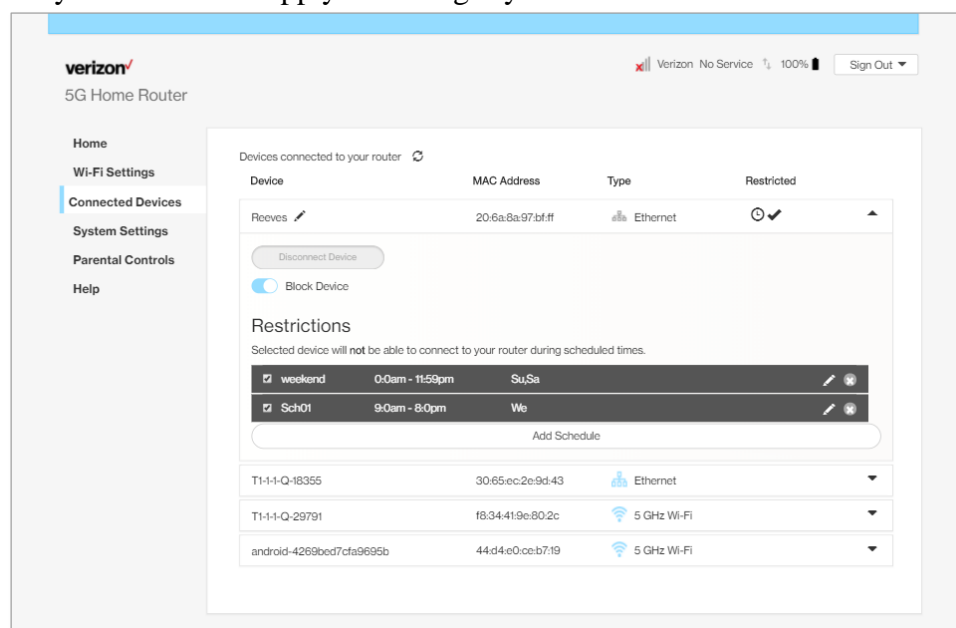 verizon
Verizon No Service 100% Sign Out
5G Home Router
Home
Wi-Fi Settings
Connected Devices
System Settings
Parental Controls
Help
Devices connected to your router
Device MAC Address Type Restricted
Reeves 20:6a:8a:97:bf:ff Ethernet
Disconnect Device
Block Device
Restrictions
Selected device will not be able to connect to your router during scheduled times.
weekend 0:0am - 11:59pm Su,Sa
Sch01 9:0am - 8:0pm We
Add Schedule
T1-1-1-Q-18355 30:65:ec:2e:9d:43 Ethernet
T1-1-1-Q-29791 f8:34:41:9e:80:2c 5 GHz Wi-Fi
android-4269bed7cfa9695b 44:d4:e0:ce:b7:19 5 GHz Wi-Fi